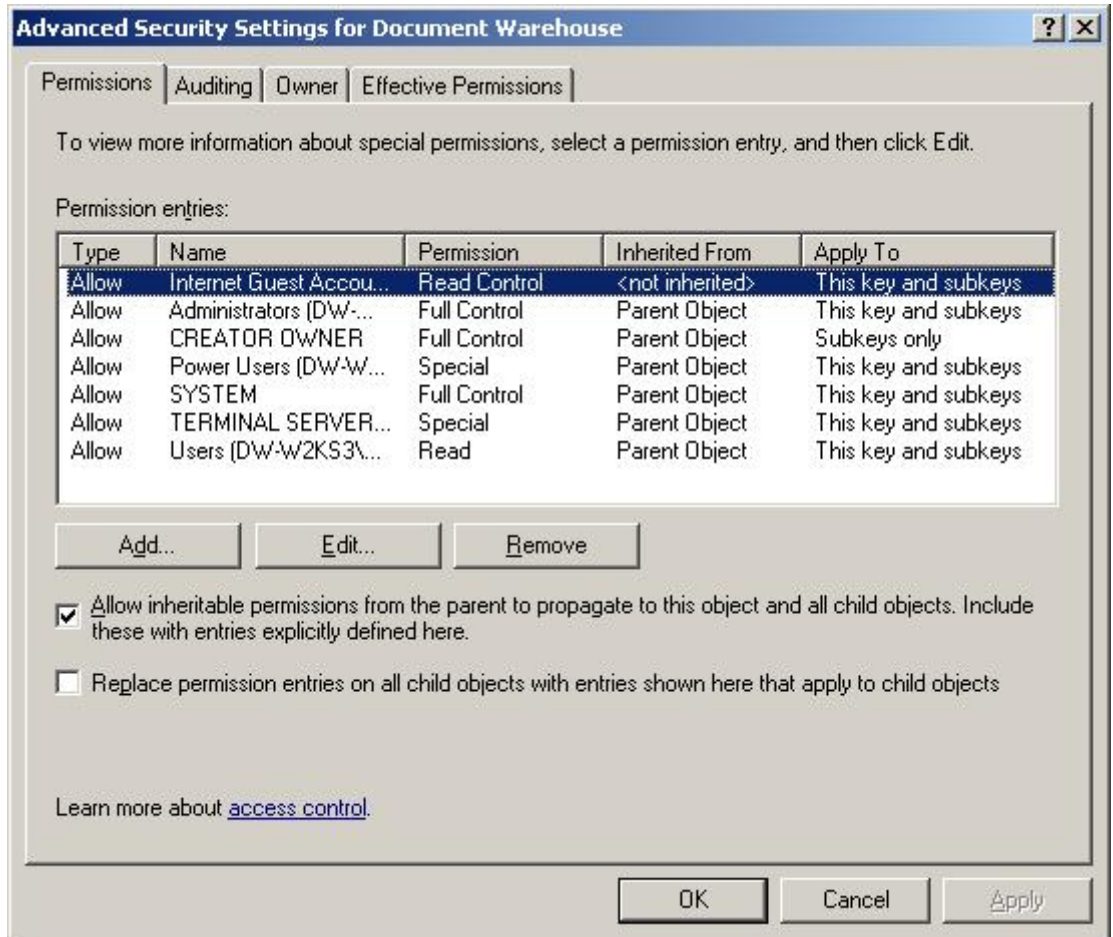 Advanced Security Settings for Document Warehouse
Permissions Auditing Owner Effective Permissions
To view more information about special permissions, select a permission entry, and then click Edit.
Permission entries:
Type Name Permission Inherited From Apply To
Allow Internet Guest Accou... Read Control <not inherited> This key and subkeys
Allow Administrators (DW-... Full Control Parent Object This key and subkeys
Allow CREATOR OWNER Full Control Parent Object Subkeys only
Allow Power Users (DW-W... Special Parent Object This key and subkeys
Allow SYSTEM Full Control Parent Object This key and subkeys
Allow TERMINAL SERVER... Special Parent Object This key and subkeys
Allow Users (DW-W2KS3\... Read Parent Object This key and subkeys
Add... Edit... Remove
Allow inheritable permissions from the parent to propagate to this object and all child objects. Include
these with entries explicitly defined here.
Replace permission entries on all child objects with entries shown here that apply to child objects
Learn more about access control.
OK Cancel Apply